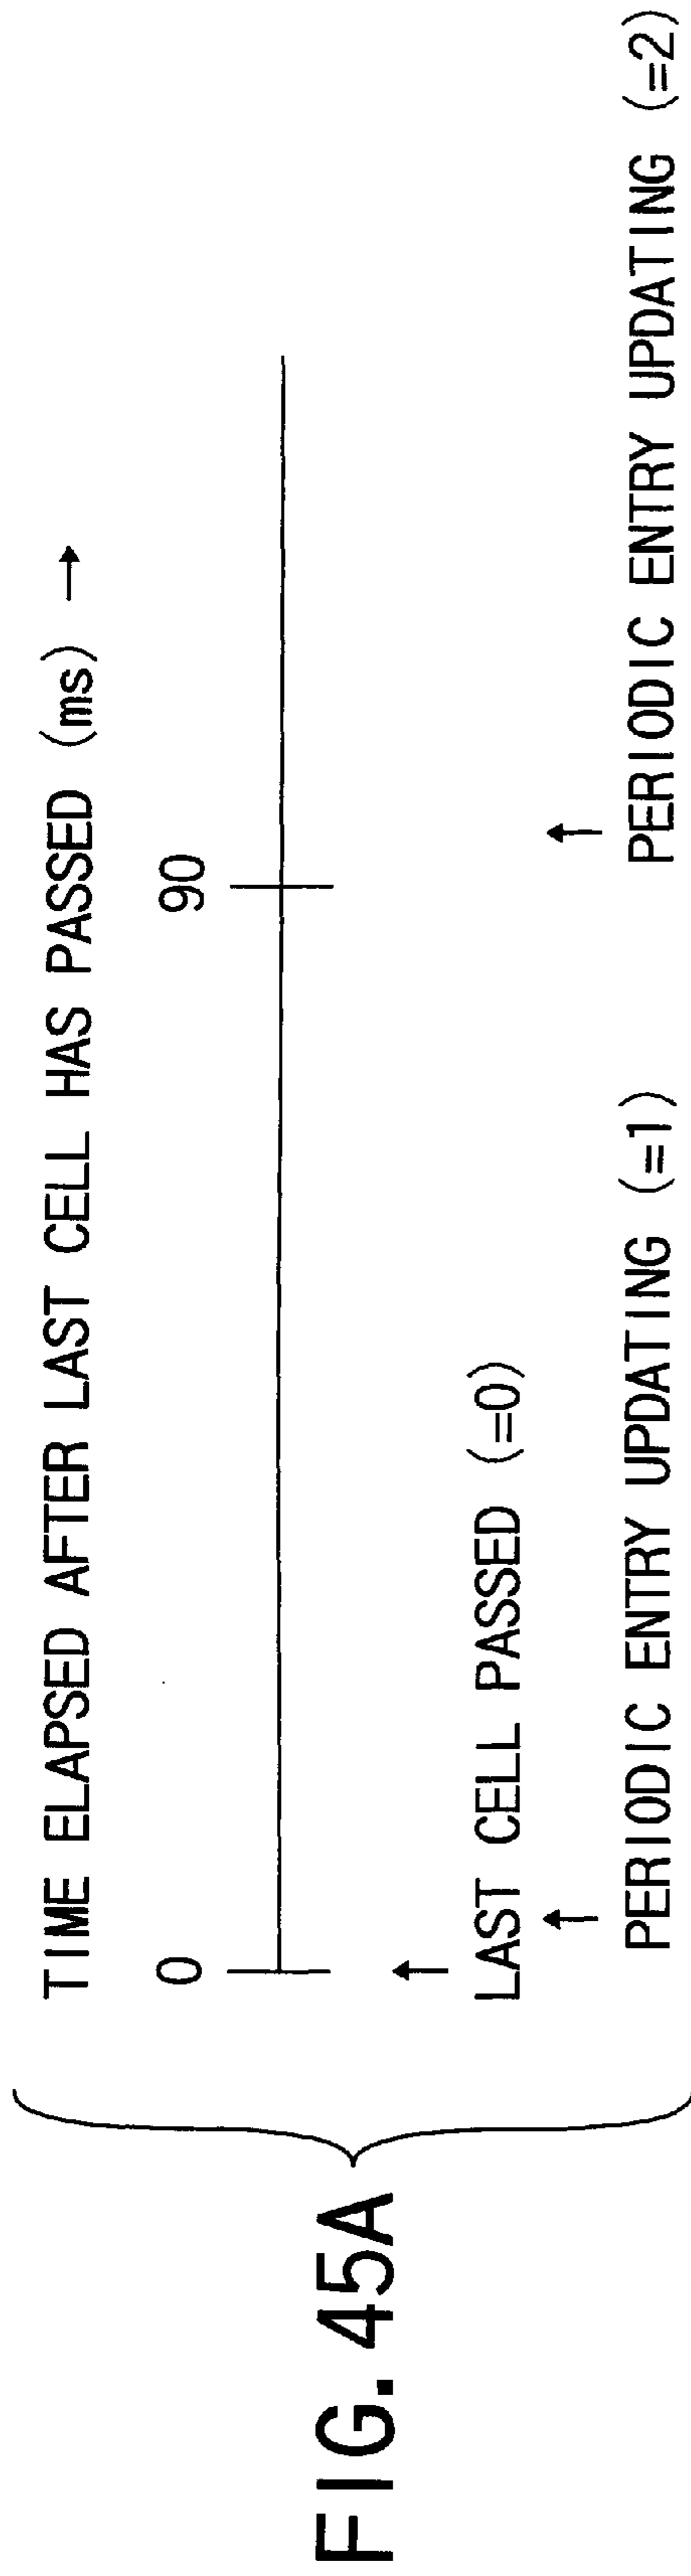 TIME ELAPSED AFTER LAST CELL HAS PASSED (ms) →
0
90
LAST CELL PASSED (=0)
PERIODIC ENTRY UPDATING (=1)
PERIODIC ENTRY UPDATING (=2)
FIG. 45A